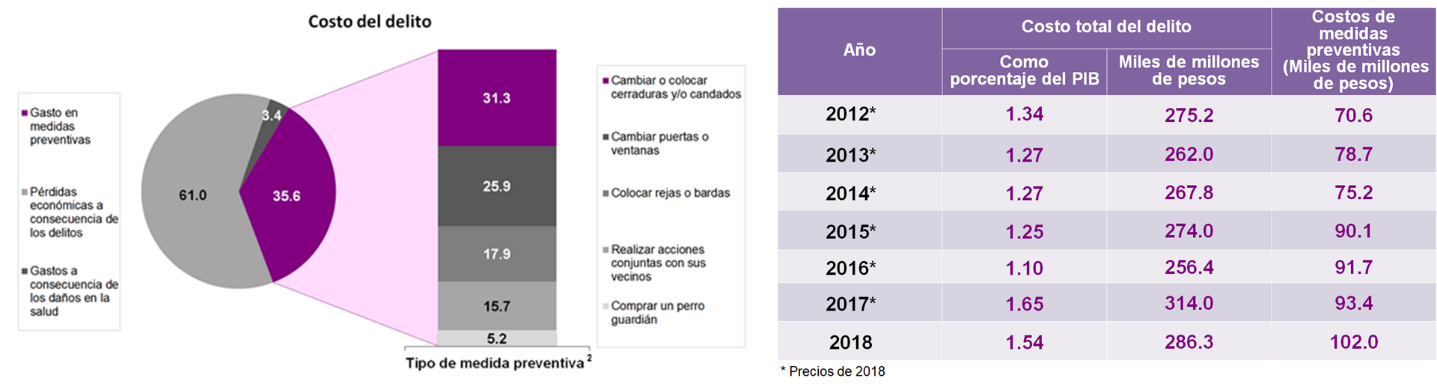 Costo del delito
Gasto en
medidas
preventivas
Pérdidas
económicas a
consecuencia de
los delitos
Gastos a
consecuencia de
los daños en la
salud
3.4
61.0
35.6
31.3
25.9
17.9
15.7
5.2
Tipo de medida preventiva 2
Cambiar o colocar
cerraduras y/o candados
Cambiar puertas o
ventanas
Colocar rejas o bardas
Realizar acciones
conjuntas con sus
vecinos
Comprar un perro
guardián
Año
Costo total del delito
Costos de
medidas
preventivas
(Miles de millones
de pesos)
Como
porcentaje del PIB
Miles de millones
de pesos
2012* 1.34 275.2 70.6
2013* 1.27 262.0 78.7
2014* 1.27 267.8 75.2
2015* 1.25 274.0 90.1
2016* 1.10 256.4 91.7
2017* 1.65 314.0 93.4
2018 1.54 286.3 102.0
* Precios de 2018